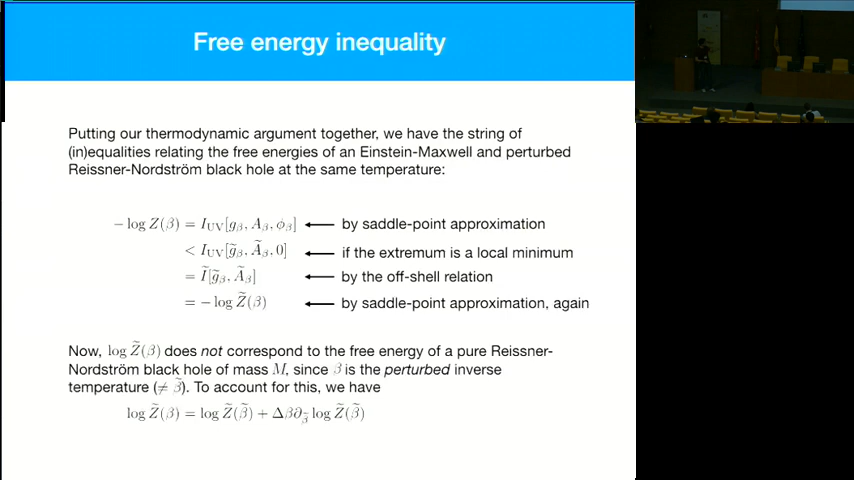 Free energy inequality
Putting our thermodynamic argument together, we have the string of
(in)equalities relating the free energies of an Einstein-Maxwell and perturbed
Reissner-Nordström black hole at the same temperature:
− log Z(β) = I_UV[g_β, A_β, ϕ_β] ⟵ by saddle-point approximation
< I_UV[g̃_β, Ã_β, 0] ⟵ if the extremum is a local minimum
= Ĩ[g̃_β, Ã_β] ⟵ by the off-shell relation
= − log Z̃(β) ⟵ by saddle-point approximation, again
Now, log Z̃(β) does not correspond to the free energy of a pure Reissner-
Nordström black hole of mass M, since β is the perturbed inverse
temperature (≠ β̃). To account for this, we have
log Z̃(β) = log Z̃(β̃) + Δβ∂_β̃ log Z̃(β̃)